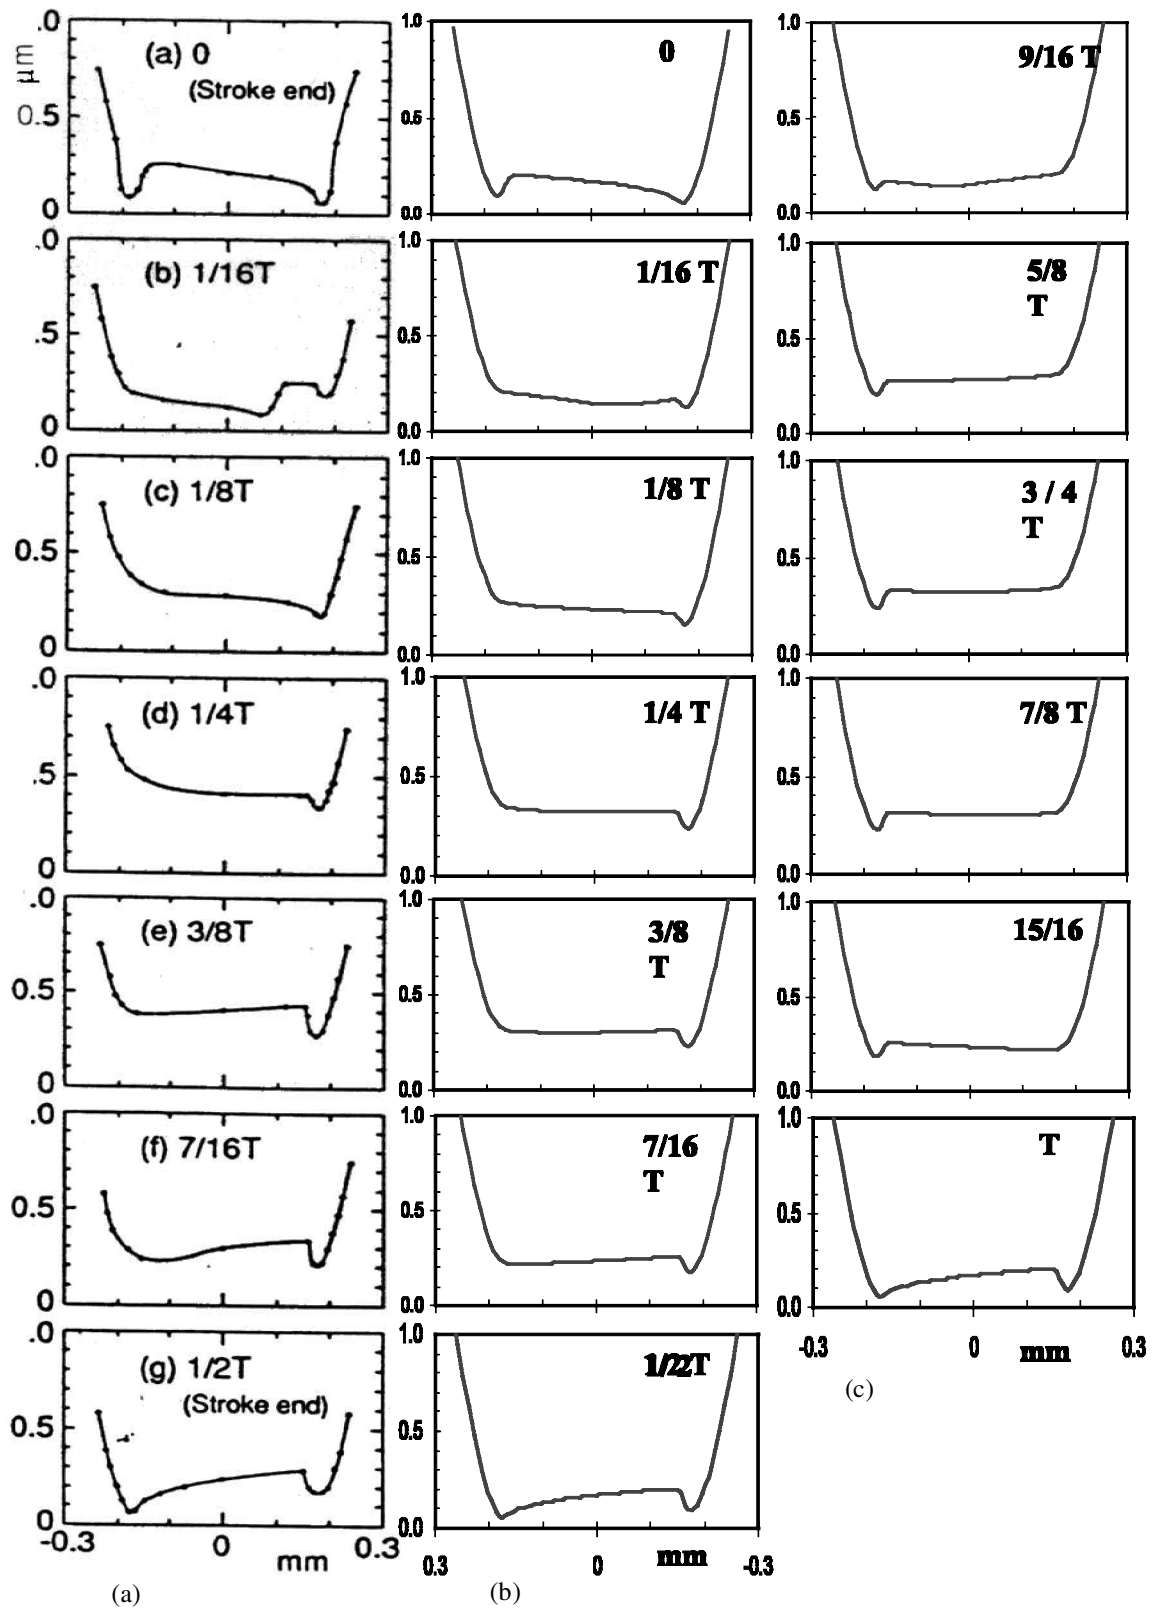 .0
μm
(a) 0
(Stroke end)
0.5
0
.0
(b) 1/16T
.5
0
.0
(c) 1/8T
0.5
0
.0
(d) 1/4T
0.5
0
.0
(e) 3/8T
0.5
0
.0
(f) 7/16T
0.5
0
.0
(g) 1/2T
(Stroke end)
0.5
0
-0.3 0 mm 0.3
(a)
1.0
0
0.5
0.0
1.0
1/16 T
0.5
0.0
1.0
1/8 T
0.5
0.0
1.0
1/4 T
0.5
0.0
1.0
3/8
T
0.5
0.0
1.0
7/16
T
0.5
0.0
1.0
1/2T
0.5
0.0
0.3 0 mm -0.3
(b)
1.0
9/16 T
0.5
0.0
1.0
5/8
T
0.5
0.0
1.0
3 / 4
T
0.5
0.0
1.0
7/8 T
0.5
0.0
1.0
15/16
0.5
0.0
1.0
T
0.5
0.0
-0.3 0 mm 0.3
(c)